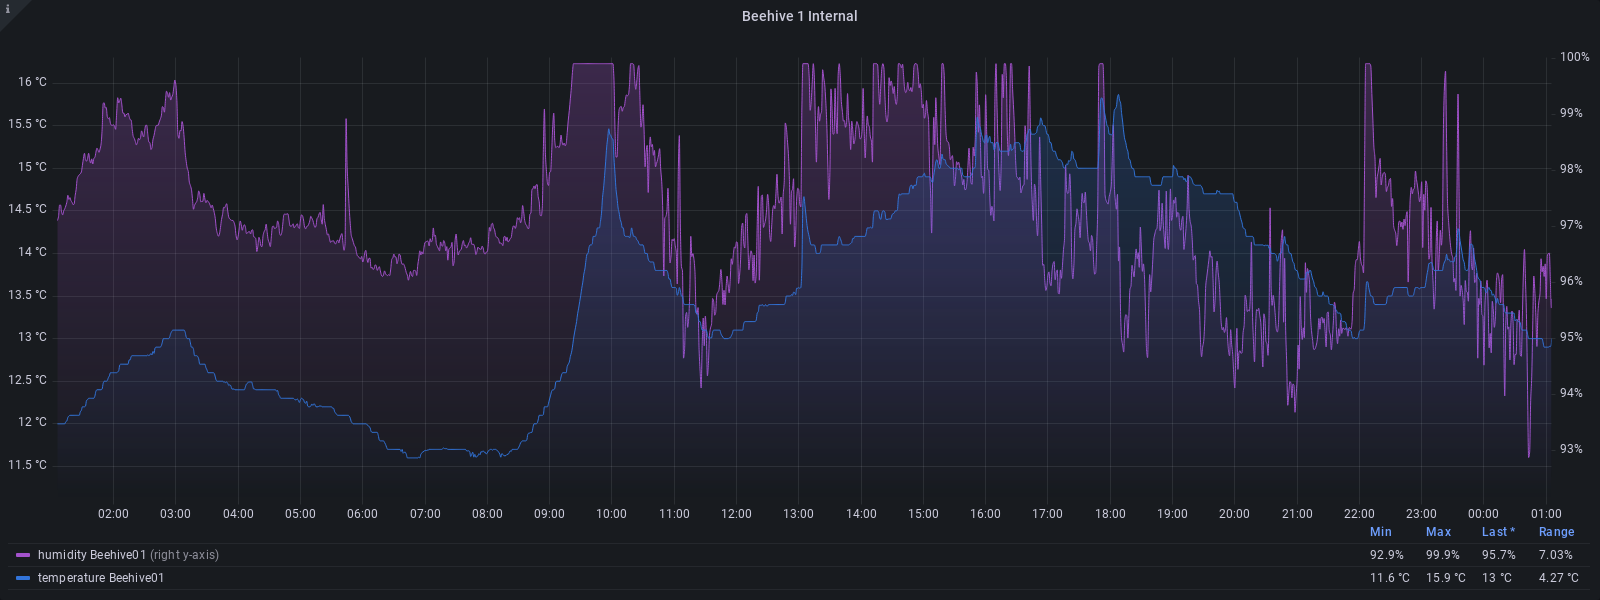 i
Beehive 1 Internal
16 °C
15.5 °C
15 °C
14.5 °C
14 °C
13.5 °C
13 °C
12.5 °C
12 °C
11.5 °C
100%
99%
98%
97%
96%
95%
94%
93%
02:00 03:00 04:00 05:00 06:00 07:00 08:00 09:00 10:00 11:00 12:00 13:00 14:00 15:00 16:00 17:00 18:00 19:00 20:00 21:00 22:00 23:00 00:00 01:00
Min Max Last * Range
humidity Beehive01 (right y-axis) 92.9% 99.9% 95.7% 7.03%
temperature Beehive01 11.6 °C 15.9 °C 13 °C 4.27 °C